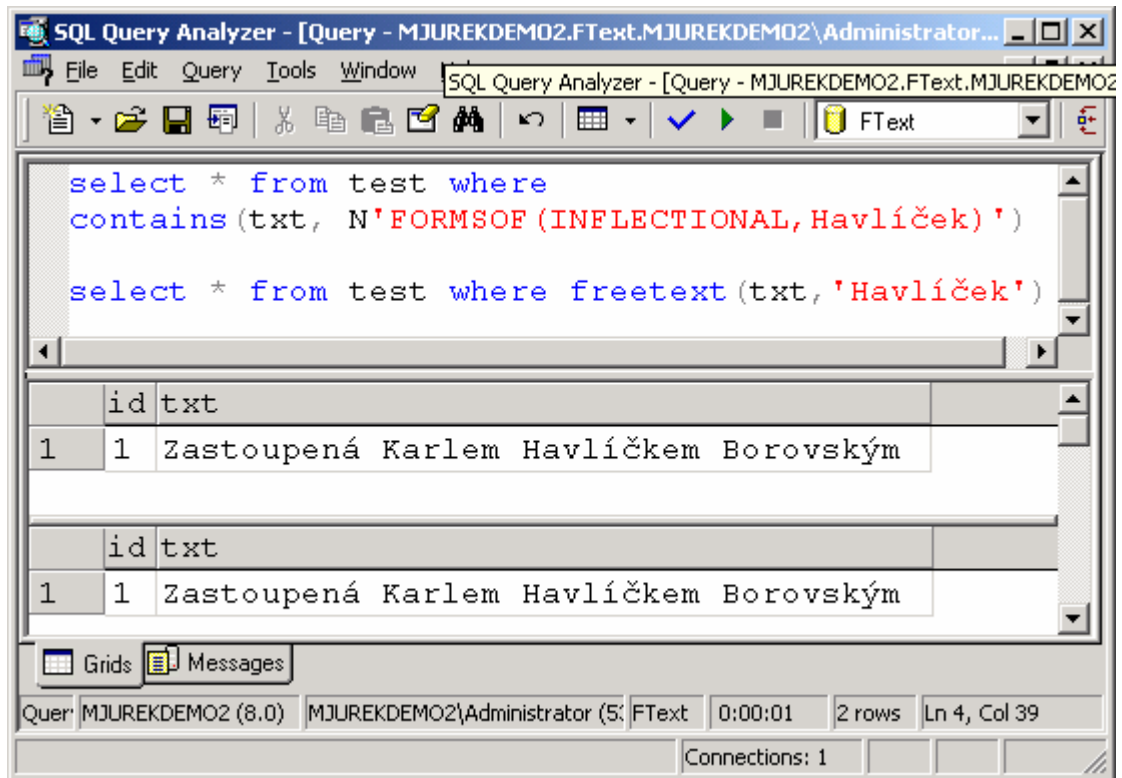 SQL Query Analyzer - [Query - MJUREKDEMO2.FText.MJUREKDEMO2\Administrator...
File Edit Query Tools Window
SQL Query Analyzer - [Query - MJUREKDEMO2.FText.MJUREKDEMO2
FText
select * from test where
contains(txt, N'FORMSOF(INFLECTIONAL,Havlíček)')
select * from test where freetext(txt,'Havlíček')
id txt
1 1 Zastoupená Karlem Havlíčkem Borovským
id txt
1 1 Zastoupená Karlem Havlíčkem Borovským
Grids Messages
Quer MJUREKDEMO2 (8.0) MJUREKDEMO2\Administrator (53 FText 0:00:01 2 rows Ln 4, Col 39
Connections: 1